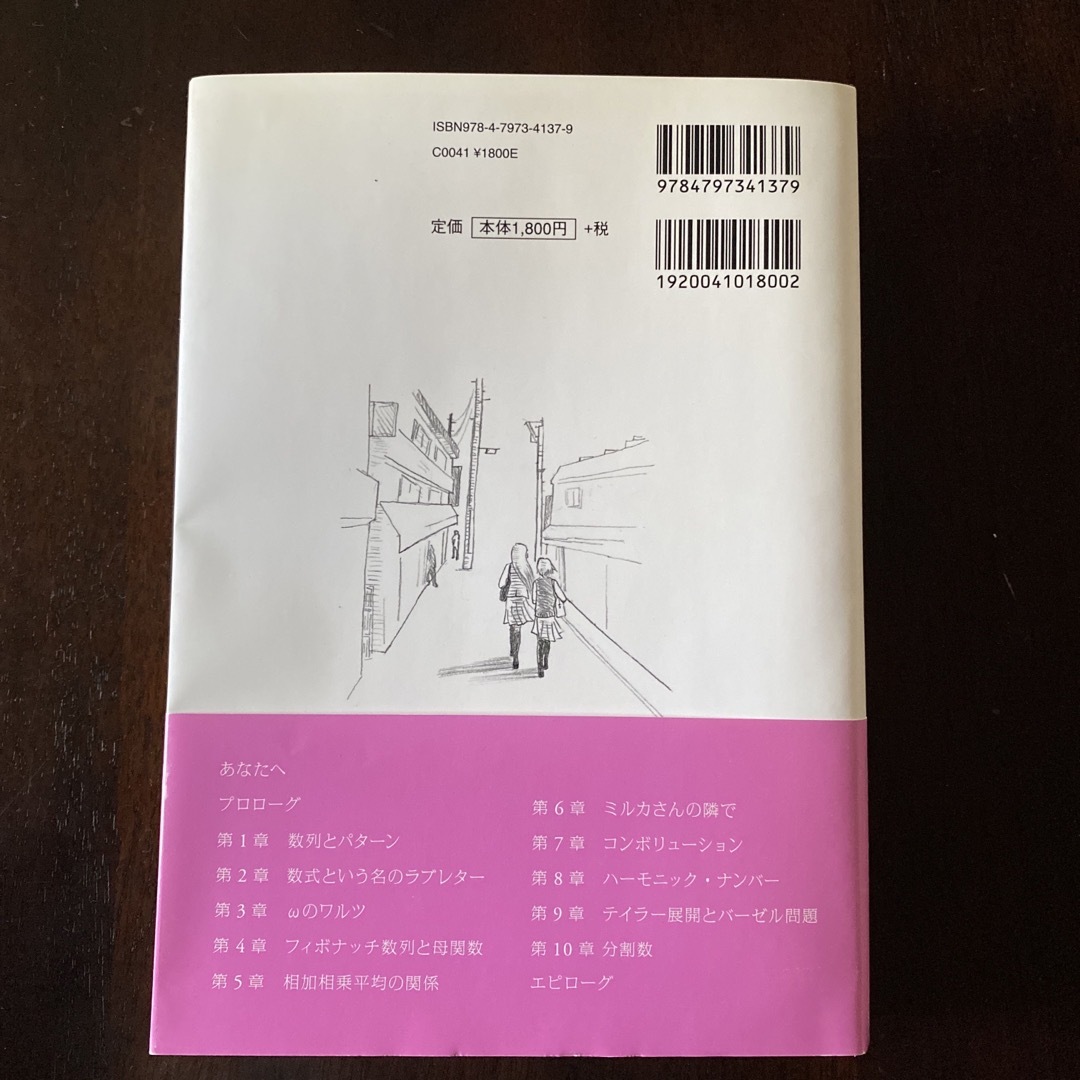 ISBN978-4-7973-4137-9
C0041 ¥1800E
9784797341379
定価 本体1,800円 +税
1920041018002
あなたへ
プロローグ
第1章 数列とパターン
第2章 数式という名のラブレター
第3章 ωのワルツ
第4章 フィボナッチ数列と母関数
第5章 相加相乗平均の関係
第6章 ミルカさんの隣で
第7章 コンボリューション
第8章 ハーモニック・ナンバー
第9章 テイラー展開とバーゼル問題
第10章 分割数
エピローグ